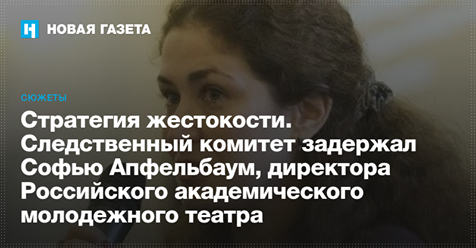 НОВАЯ ГАЗЕТА
СЮЖЕТЫ
Стратегия жестокости.
Следственный комитет задержал
Софью Апфельбаум, директора
Российского академического
молодежного театра